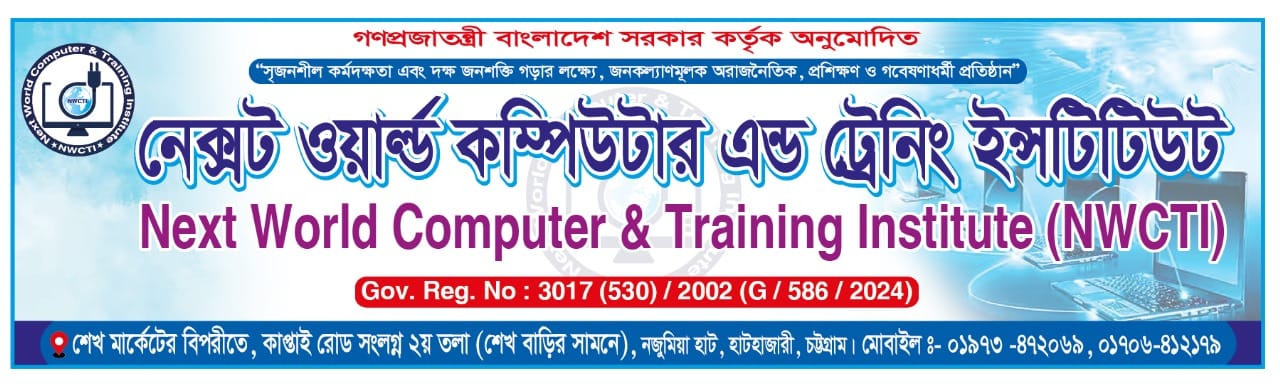 গণপ্রজাতন্ত্রী বাংলাদেশ সরকার কর্তৃক অনুমোদিত
“সৃজনশীল কর্মদক্ষতা এবং দক্ষ জনশক্তি গড়ার লক্ষ্যে, জনকল্যাণমূলক অরাজনৈতিক, প্রশিক্ষণ ও গবেষণাধর্মী প্রতিষ্ঠান”
Next World Computer & Training Institute
NWCTI
★NWCTI★
নেক্সট ওয়ার্ল্ড কম্পিউটার এন্ড ট্রেনিং ইন্সটিটিউট
Next World Computer & Training Institute (NWCTI)
Gov. Reg. No : 3017 (530) / 2002 (G / 586 / 2024)
শেখ মার্কেটের বিপরীতে, কাপ্তাই রোড সংলগ্ন ২য় তলা (শেখ বাড়ির সামনে), নজুমিয়া হাট, হাটহাজারী, চট্টগ্রাম। মোবাইল ঃ- ০১৯৭৩ -৪৭২০৬৯, ০১৭০৬-৪১২১৭৯